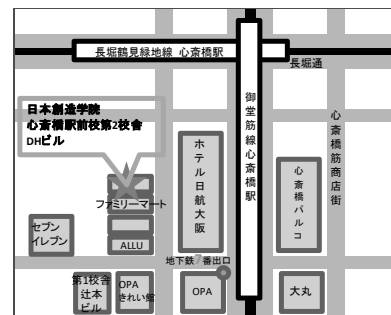 長堀鶴見緑地線 心斎橋駅
長堀通
日本創造学院
心斎橋駅前校第2校舎
DHビル
御堂筋線心斎橋駅
心斎橋筋商店街
ホテル日航大阪
心斎橋パルコ
ファミリーマート
セブン
イレブン
ALLU
地下鉄7番出口
第1校舎
辻本
ビル
OPA
きれい館
OPA
大丸